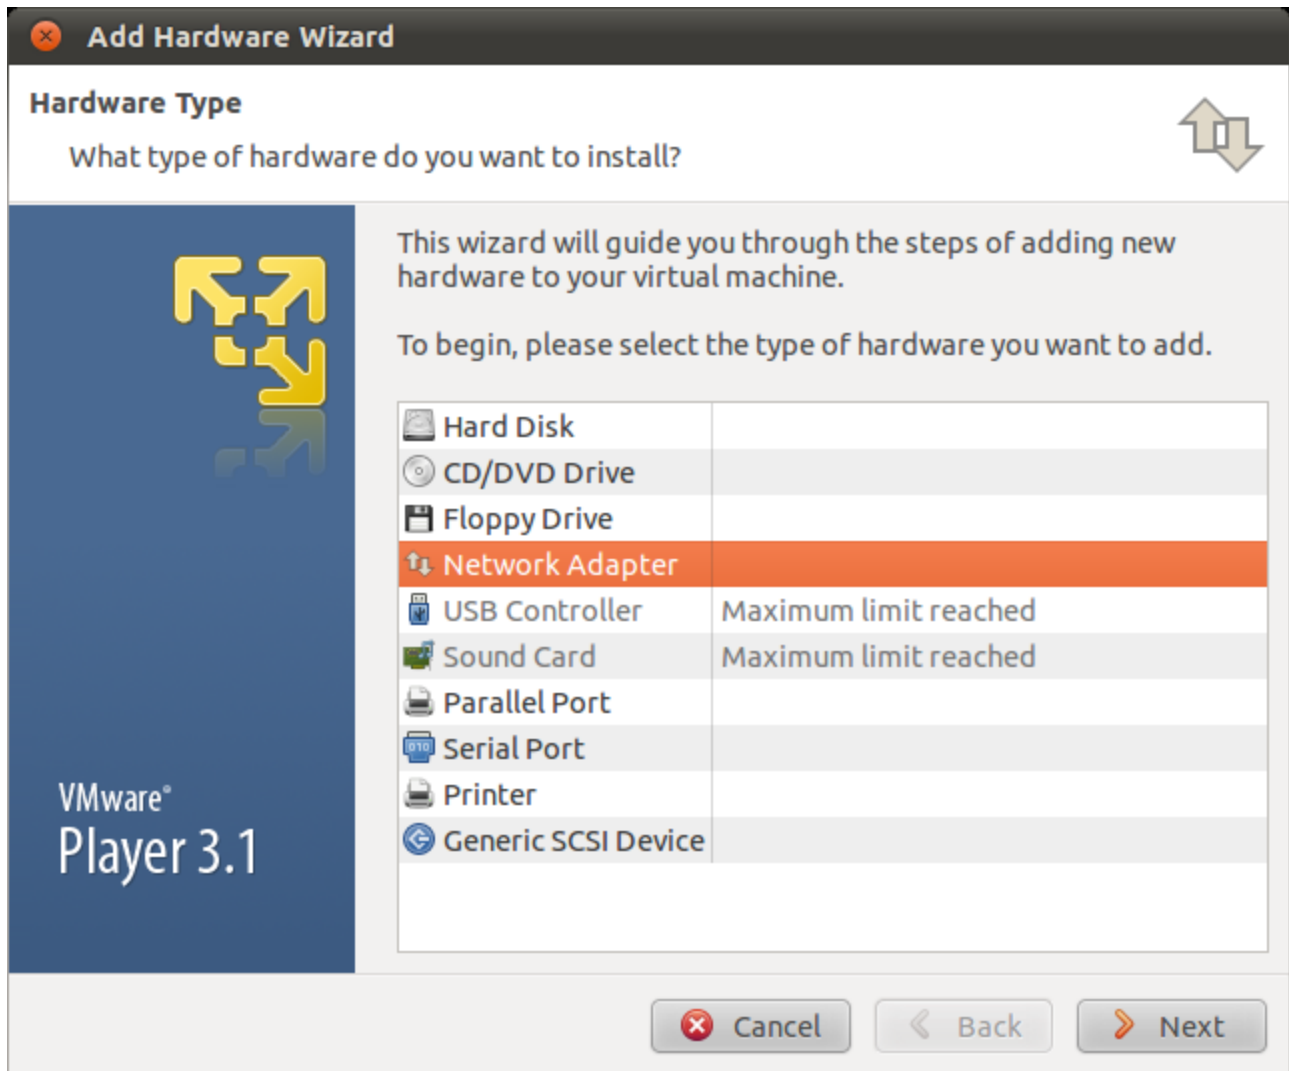 Add Hardware Wizard
Hardware Type
What type of hardware do you want to install?
This wizard will guide you through the steps of adding new
hardware to your virtual machine.
To begin, please select the type of hardware you want to add.
Hard Disk
CD/DVD Drive
Floppy Drive
Network Adapter
USB Controller Maximum limit reached
Sound Card Maximum limit reached
Parallel Port
010 Serial Port
Printer
Generic SCSI Device
VMware®
Player 3.1
Cancel Back Next